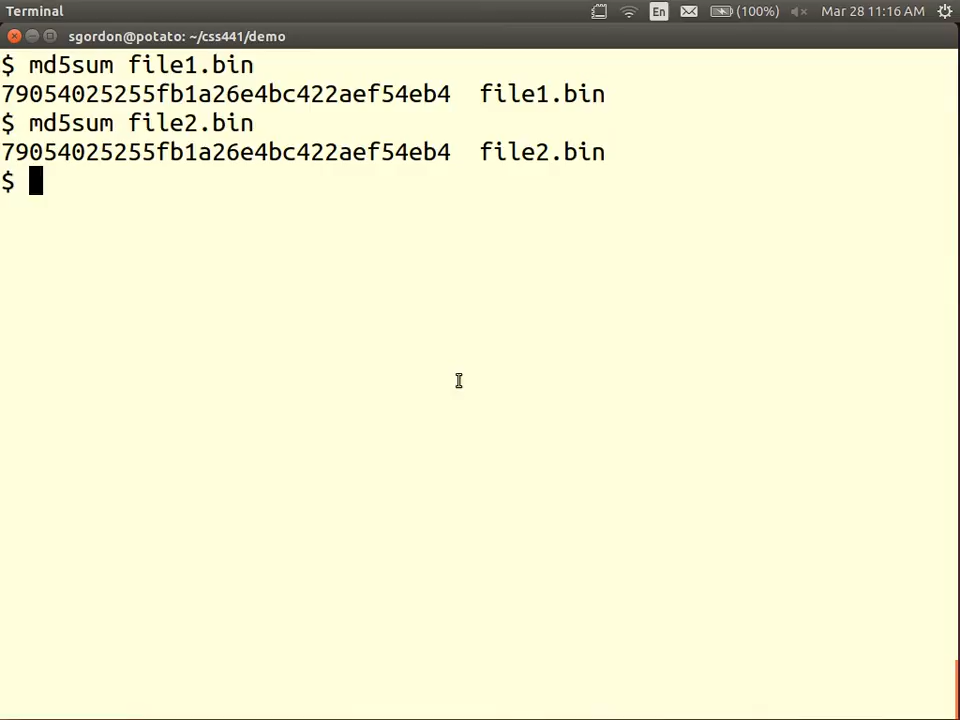 Terminal
En
(100%)
Mar 28 11:16 AM
sgordon@potato: ~/css441/demo
$ md5sum file1.bin
79054025255fb1a26e4bc422aef54eb4  file1.bin
$ md5sum file2.bin
79054025255fb1a26e4bc422aef54eb4  file2.bin
$